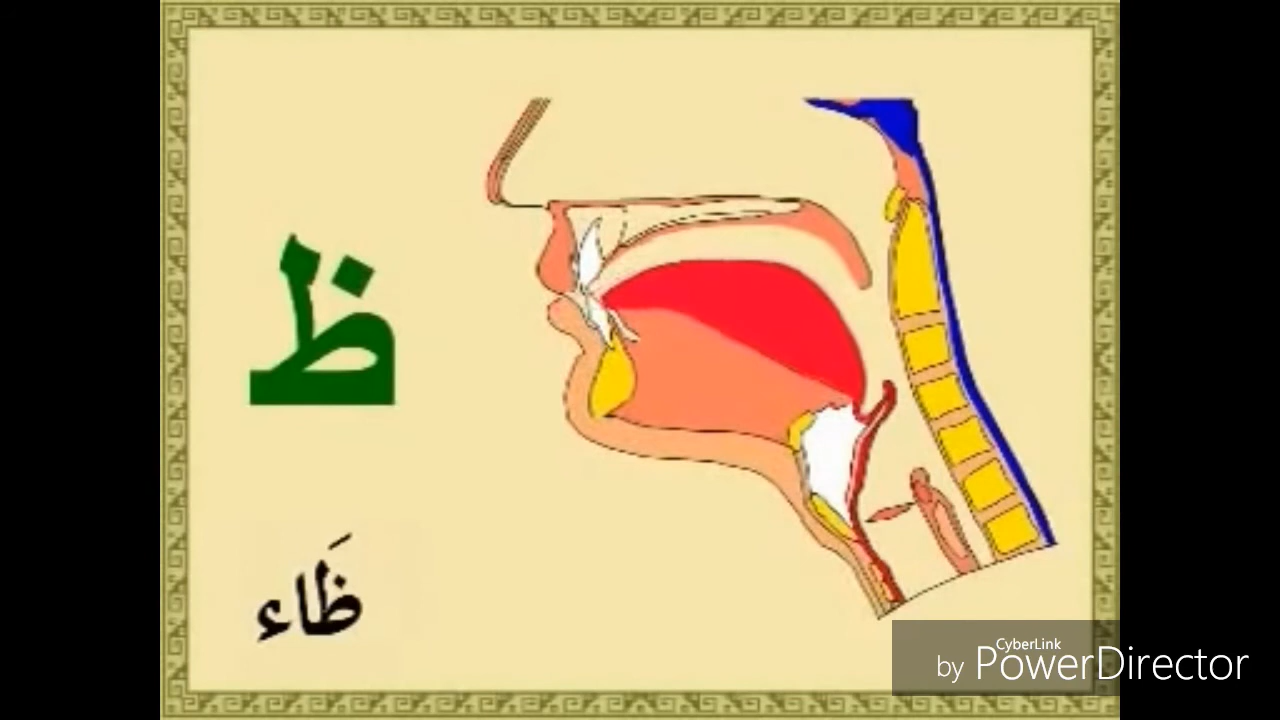 ظ
ظَاء
CyberLink
by PowerDirector